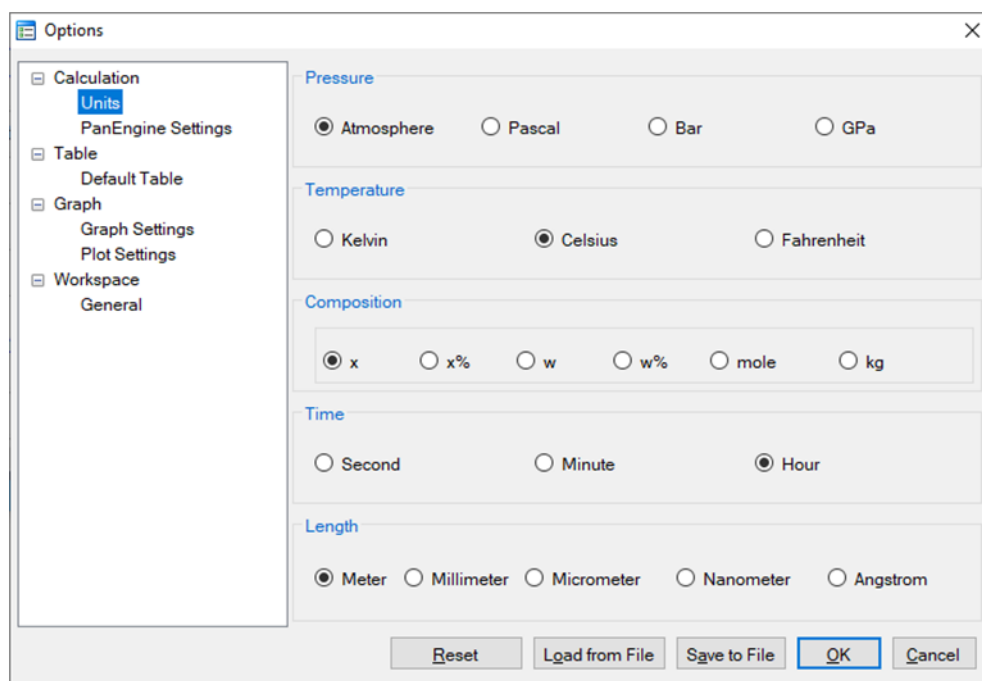 Options
Calculation
Units
PanEngine Settings
Table
Default Table
Graph
Graph Settings
Plot Settings
Workspace
General
Pressure
Atmosphere Pascal Bar GPa
Temperature
Kelvin Celsius Fahrenheit
Composition
x x% w w% mole kg
Time
Second Minute Hour
Length
Meter Millimeter Micrometer Nanometer Angstrom
Reset Load from File Save to File OK Cancel